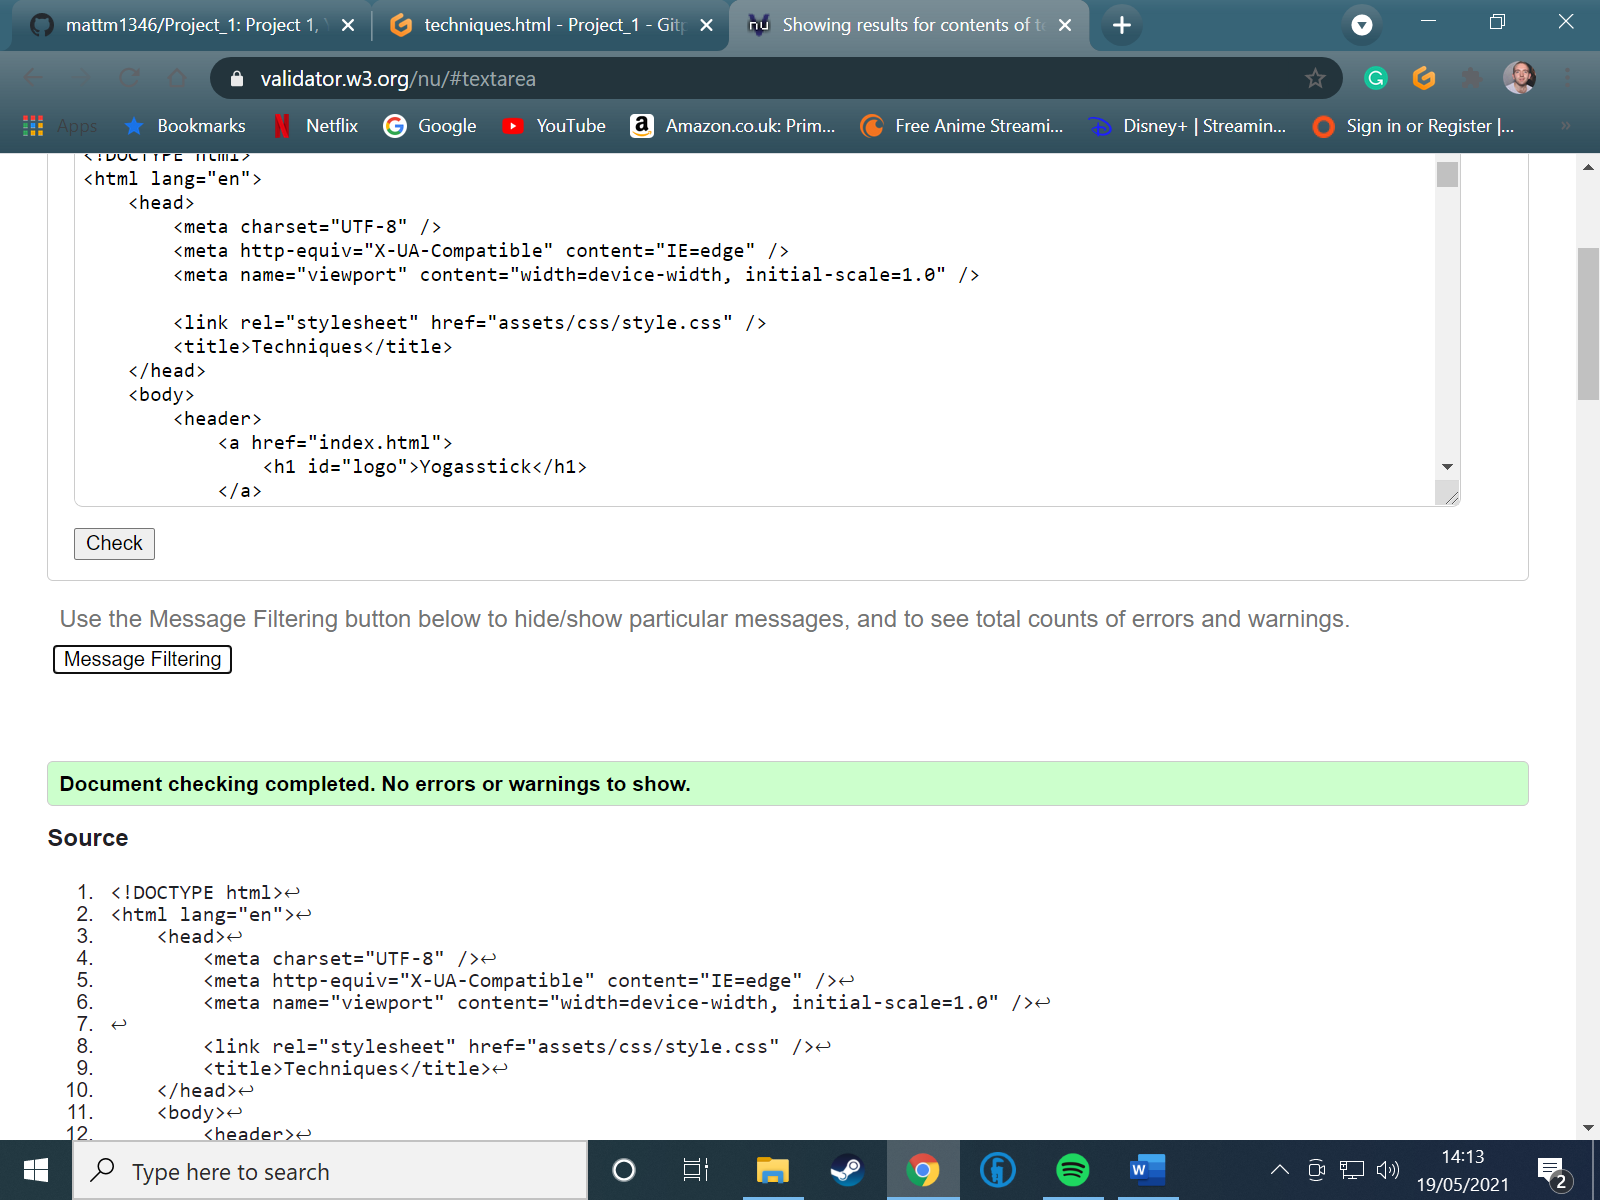 mattm1346/Project_1: Project 1,
techniques.html - Project_1 - Gitp
nu Showing results for contents of te
validator.w3.org/nu/#textarea
G
Apps
Bookmarks
Netflix
Google
YouTube
a Amazon.co.uk: Prim...
Free Anime Streami...
Disney+ | Streamin...
Sign in or Register |...
»
<!DOCTYPE html>
<html lang="en">
<head>
<meta charset="UTF-8" />
<meta http-equiv="X-UA-Compatible" content="IE=edge" />
<meta name="viewport" content="width=device-width, initial-scale=1.0" />
<link rel="stylesheet" href="assets/css/style.css" />
<title>Techniques</title>
</head>
<body>
<header>
<a href="index.html">
<h1 id="logo">Yogasstick</h1>
</a>
Check
Use the Message Filtering button below to hide/show particular messages, and to see total counts of errors and warnings.
Message Filtering
Document checking completed. No errors or warnings to show.
Source
1. <!DOCTYPE html>↩
2. <html lang="en">↩
3. <head>↩
4. <meta charset="UTF-8" />↩
5. <meta http-equiv="X-UA-Compatible" content="IE=edge" />↩
6. <meta name="viewport" content="width=device-width, initial-scale=1.0" />↩
7. ↩
8. <link rel="stylesheet" href="assets/css/style.css" />↩
9. <title>Techniques</title>↩
10. </head>↩
11. <body>↩
12. <header>↩
Type here to search
W
14:13
19/05/2021
2